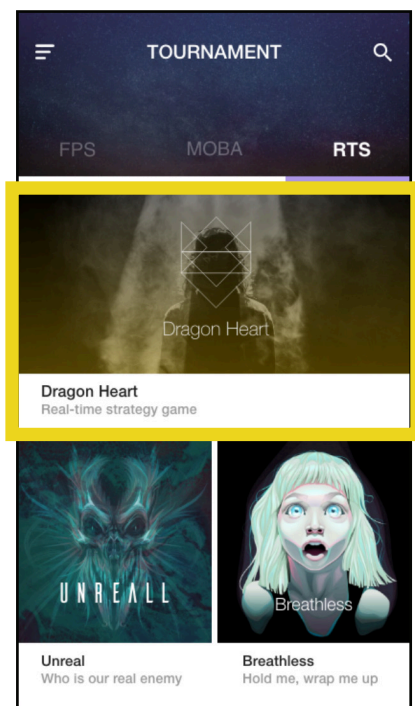 TOURNAMENT
FPS MOBA RTS
Dragon Heart
Dragon Heart
Real-time strategy game
UNREALL
Breathless
Unreal
Who is our real enemy
Breathless
Hold me, wrap me up